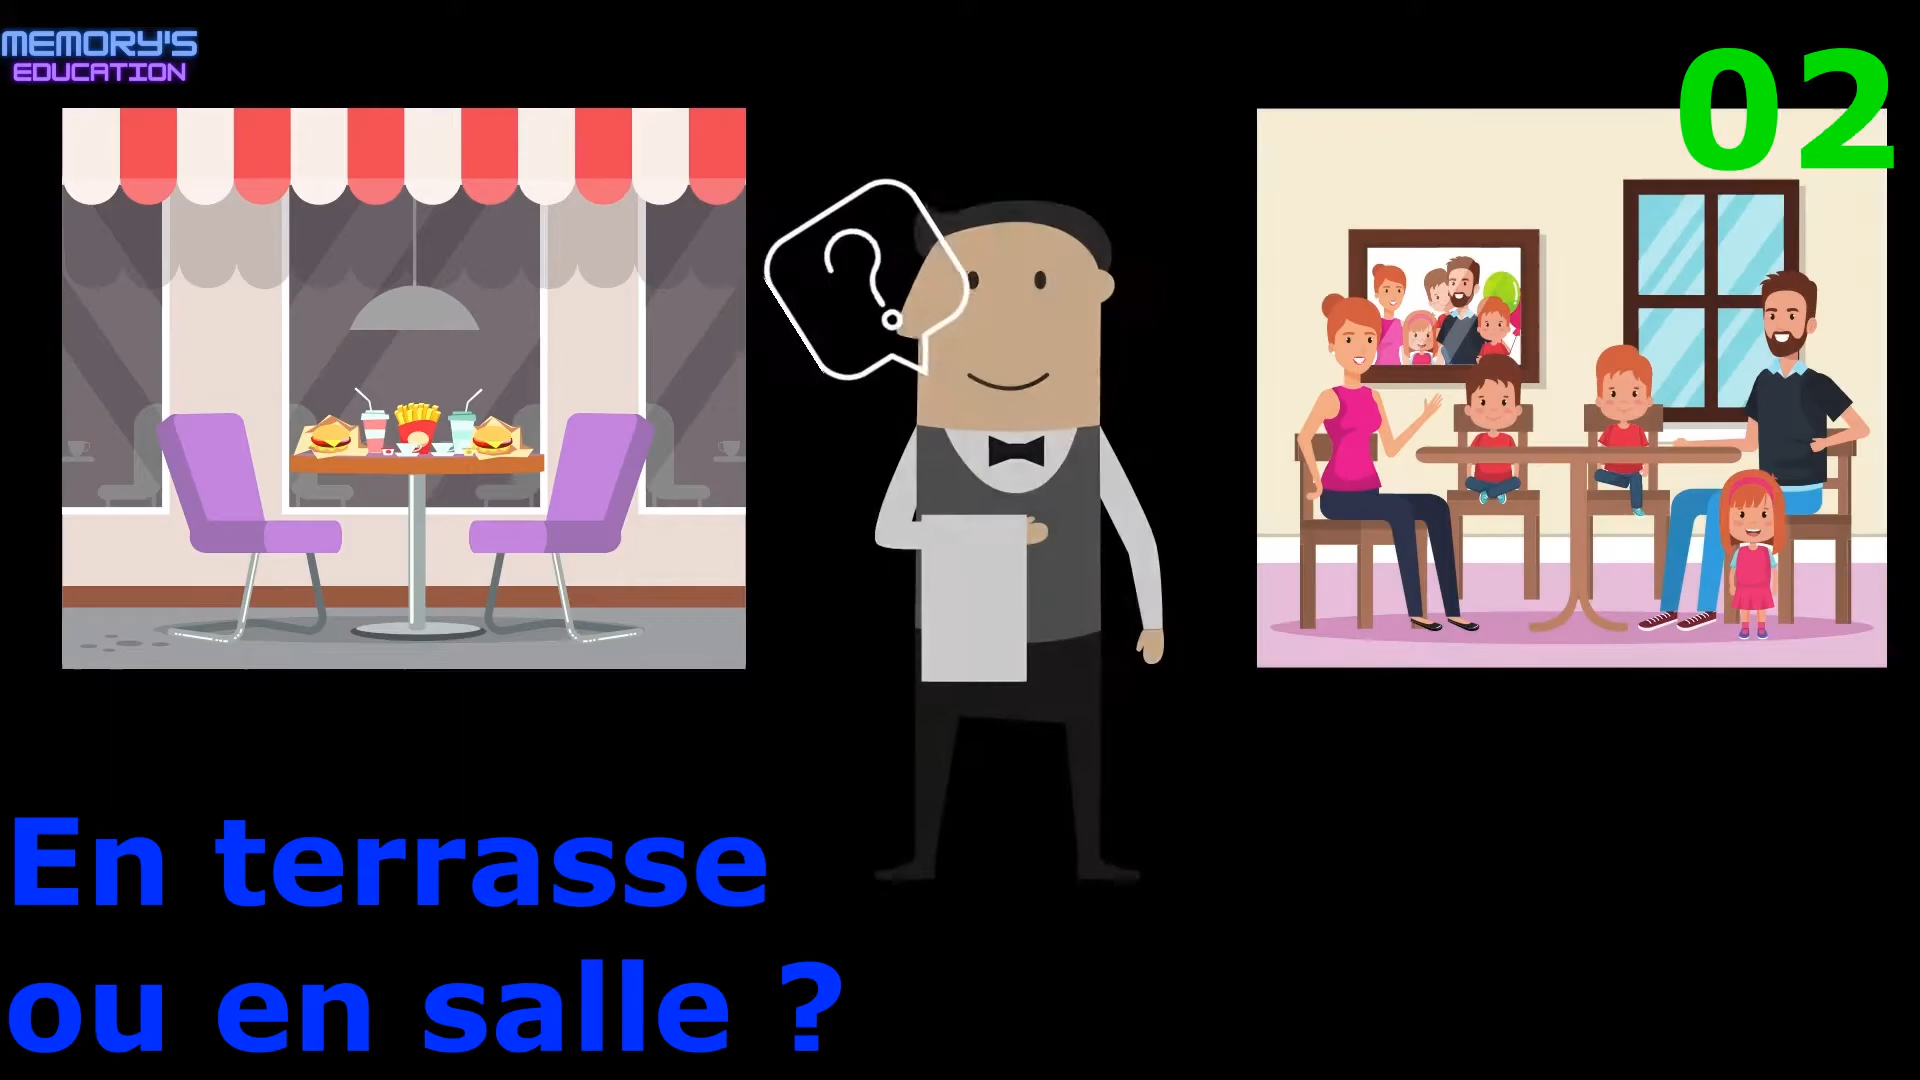 MEMORY'S
EDUCATION
02
?
En terrasse
ou en salle ?